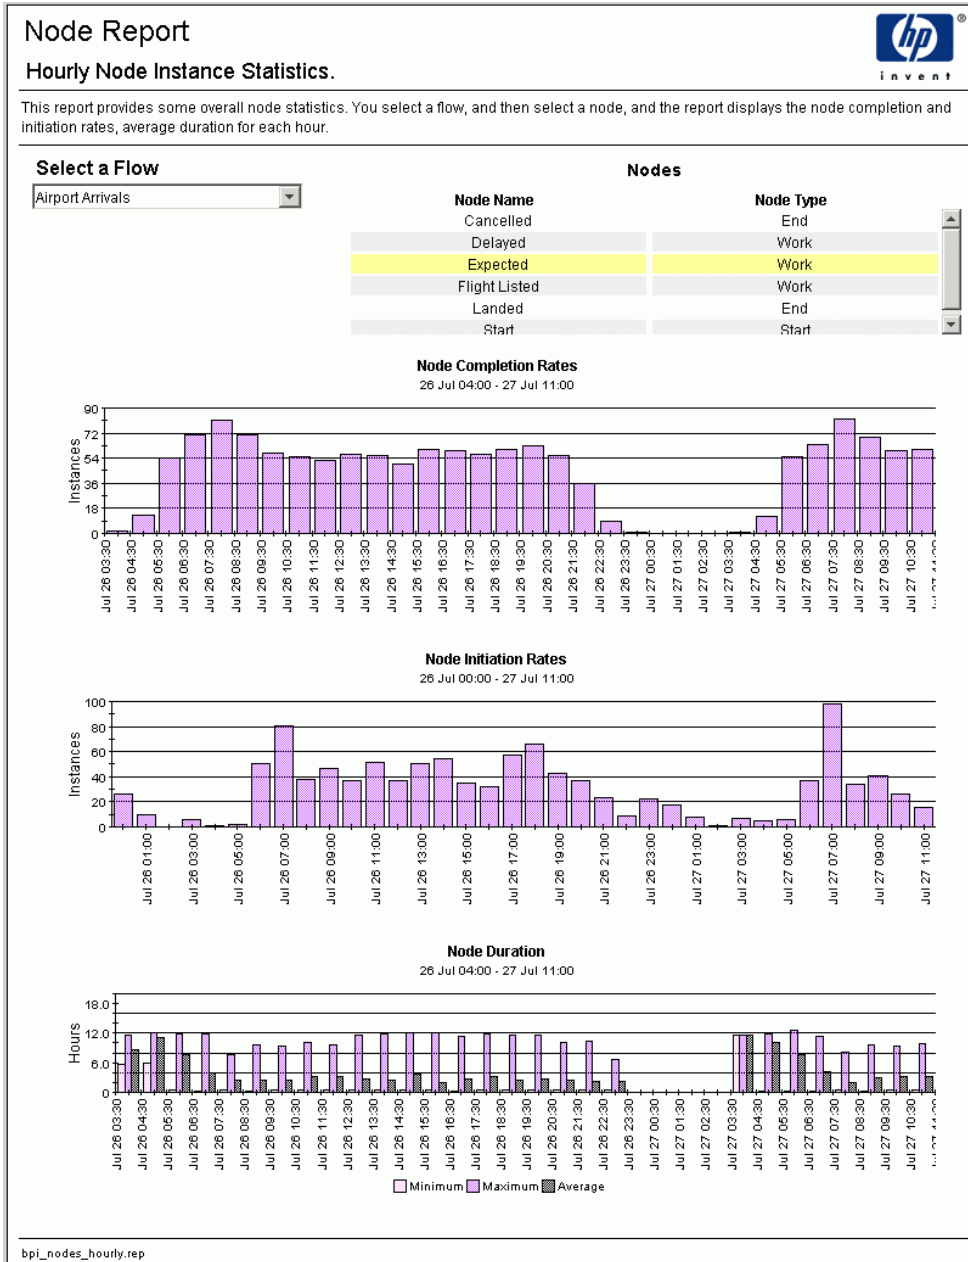 Node Report
hp
®
invent
Hourly Node Instance Statistics.
This report provides some overall node statistics. You select a flow, and then select a node, and the report displays the node completion and
initiation rates, average duration for each hour.
Select a Flow
Airport Arrivals
Nodes
Node Name Node Type
Cancelled End
Delayed Work
Expected Work
Flight Listed Work
Landed End
Start Start
Node Completion Rates
26 Jul 04:00 - 27 Jul 11:00
Instances
90
72
54
36
18
0
Jul 26 03:30
Jul 26 04:30
Jul 26 05:30
Jul 26 06:30
Jul 26 07:30
Jul 26 08:30
Jul 26 09:30
Jul 26 10:30
Jul 26 11:30
Jul 26 12:30
Jul 26 13:30
Jul 26 14:30
Jul 26 15:30
Jul 26 16:30
Jul 26 17:30
Jul 26 18:30
Jul 26 19:30
Jul 26 20:30
Jul 26 21:30
Jul 26 22:30
Jul 26 23:30
Jul 27 00:30
Jul 27 01:30
Jul 27 02:30
Jul 27 03:30
Jul 27 04:30
Jul 27 05:30
Jul 27 06:30
Jul 27 07:30
Jul 27 08:30
Jul 27 09:30
Jul 27 10:30
Node Initiation Rates
26 Jul 00:00 - 27 Jul 11:00
Instances
100
80
60
40
20
0
Jul 26 01:00
Jul 26 03:00
Jul 26 05:00
Jul 26 07:00
Jul 26 09:00
Jul 26 11:00
Jul 26 13:00
Jul 26 15:00
Jul 26 17:00
Jul 26 19:00
Jul 26 21:00
Jul 26 23:00
Jul 27 01:00
Jul 27 03:00
Jul 27 05:00
Jul 27 07:00
Jul 27 09:00
Jul 27 11:00
Node Duration
26 Jul 04:00 - 27 Jul 11:00
Hours
18.0
12.0
6.0
0
Jul 26 03:30
Jul 26 04:30
Jul 26 05:30
Jul 26 06:30
Jul 26 07:30
Jul 26 08:30
Jul 26 09:30
Jul 26 10:30
Jul 26 11:30
Jul 26 12:30
Jul 26 13:30
Jul 26 14:30
Jul 26 15:30
Jul 26 16:30
Jul 26 17:30
Jul 26 18:30
Jul 26 19:30
Jul 26 20:30
Jul 26 21:30
Jul 26 22:30
Jul 26 23:30
Jul 27 00:30
Jul 27 01:30
Jul 27 02:30
Jul 27 03:30
Jul 27 04:30
Jul 27 05:30
Jul 27 06:30
Jul 27 07:30
Jul 27 08:30
Jul 27 09:30
Jul 27 10:30
Minimum Maximum Average
bpi_nodes_hourly.rep